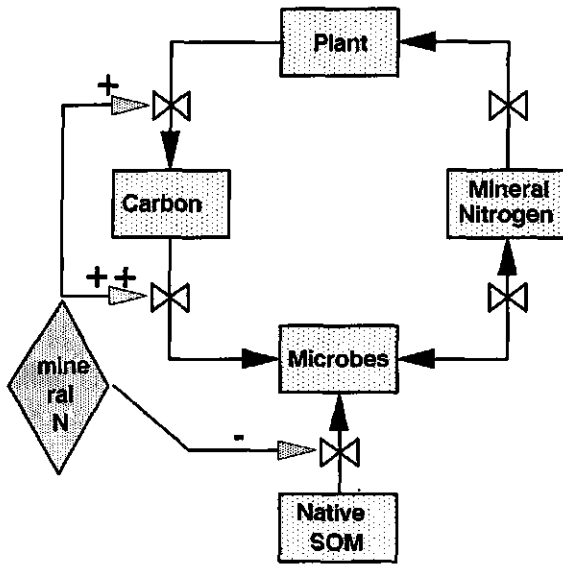 Plant
+
Carbon
Mineral
Nitrogen
++
Microbes
mine
ral
N
-
Native
SOM